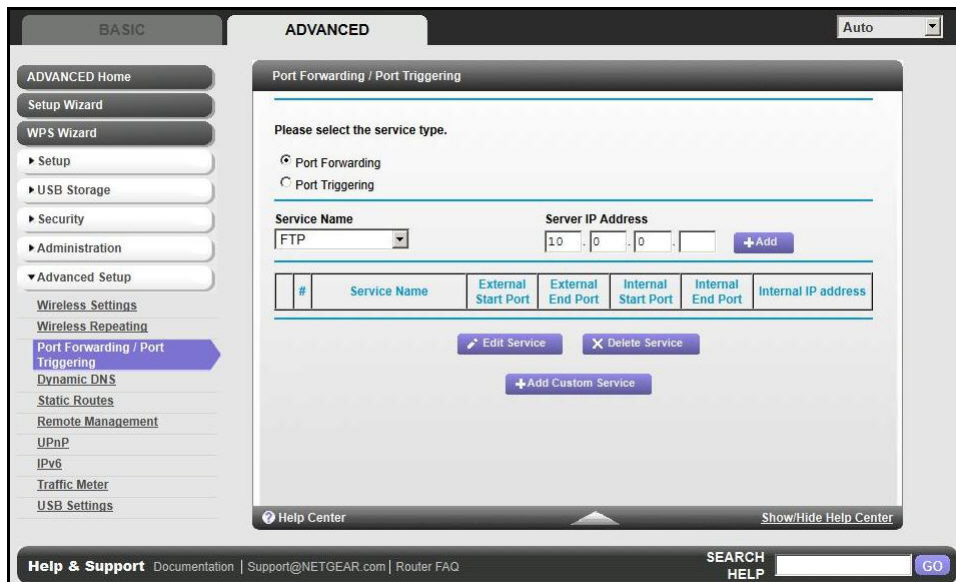 BASIC
ADVANCED
Auto
ADVANCED Home
Setup Wizard
WPS Wizard
Setup
USB Storage
Security
Administration
Advanced Setup
Wireless Settings
Wireless Repeating
Port Forwarding / Port
Triggering
Dynamic DNS
Static Routes
Remote Management
UPnP
IPv6
Traffic Meter
USB Settings
Port Forwarding / Port Triggering
Please select the service type.
Port Forwarding
Port Triggering
Service Name
Server IP Address
FTP
10 . 0 . 0 .
+Add
# Service Name External Start Port External End Port Internal Start Port Internal End Port Internal IP address
Edit Service
X Delete Service
+Add Custom Service
? Help Center
Show/Hide Help Center
Help & Support Documentation | Support@NETGEAR.com | Router FAQ
SEARCH
HELP
GO